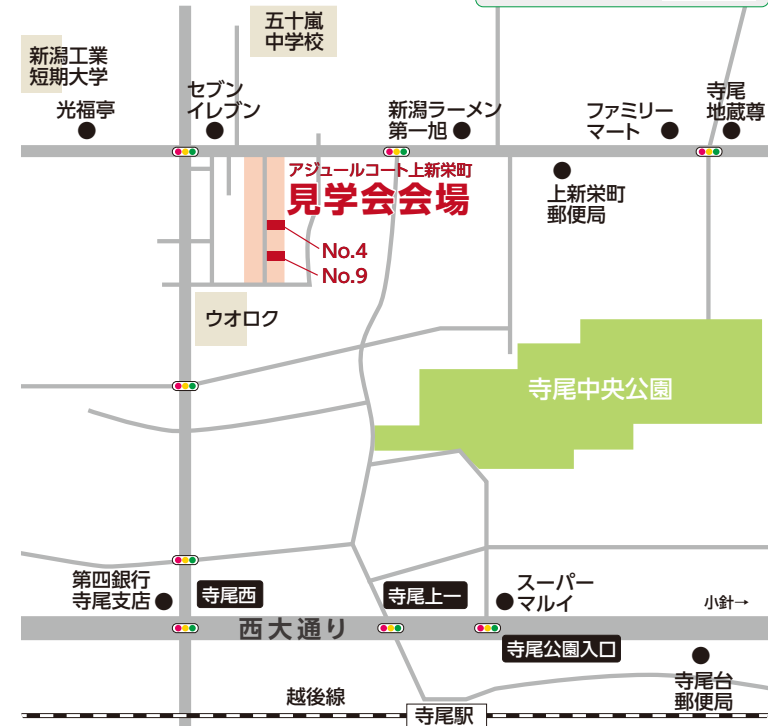 五十嵐
中学校
新潟工業
短期大学
光福亭
セブン
イレブン
新潟ラーメン
第一旭
ファミリー
マート
寺尾
地蔵尊
アジュールコート上新栄町
見学会会場
上新栄町
郵便局
No.4
No.9
ウオロク
寺尾中央公園
第四銀行
寺尾支店
寺尾西
寺尾上一
スーパー
マルイ
小針→
西大通り
寺尾公園入口
寺尾台
郵便局
越後線
寺尾駅